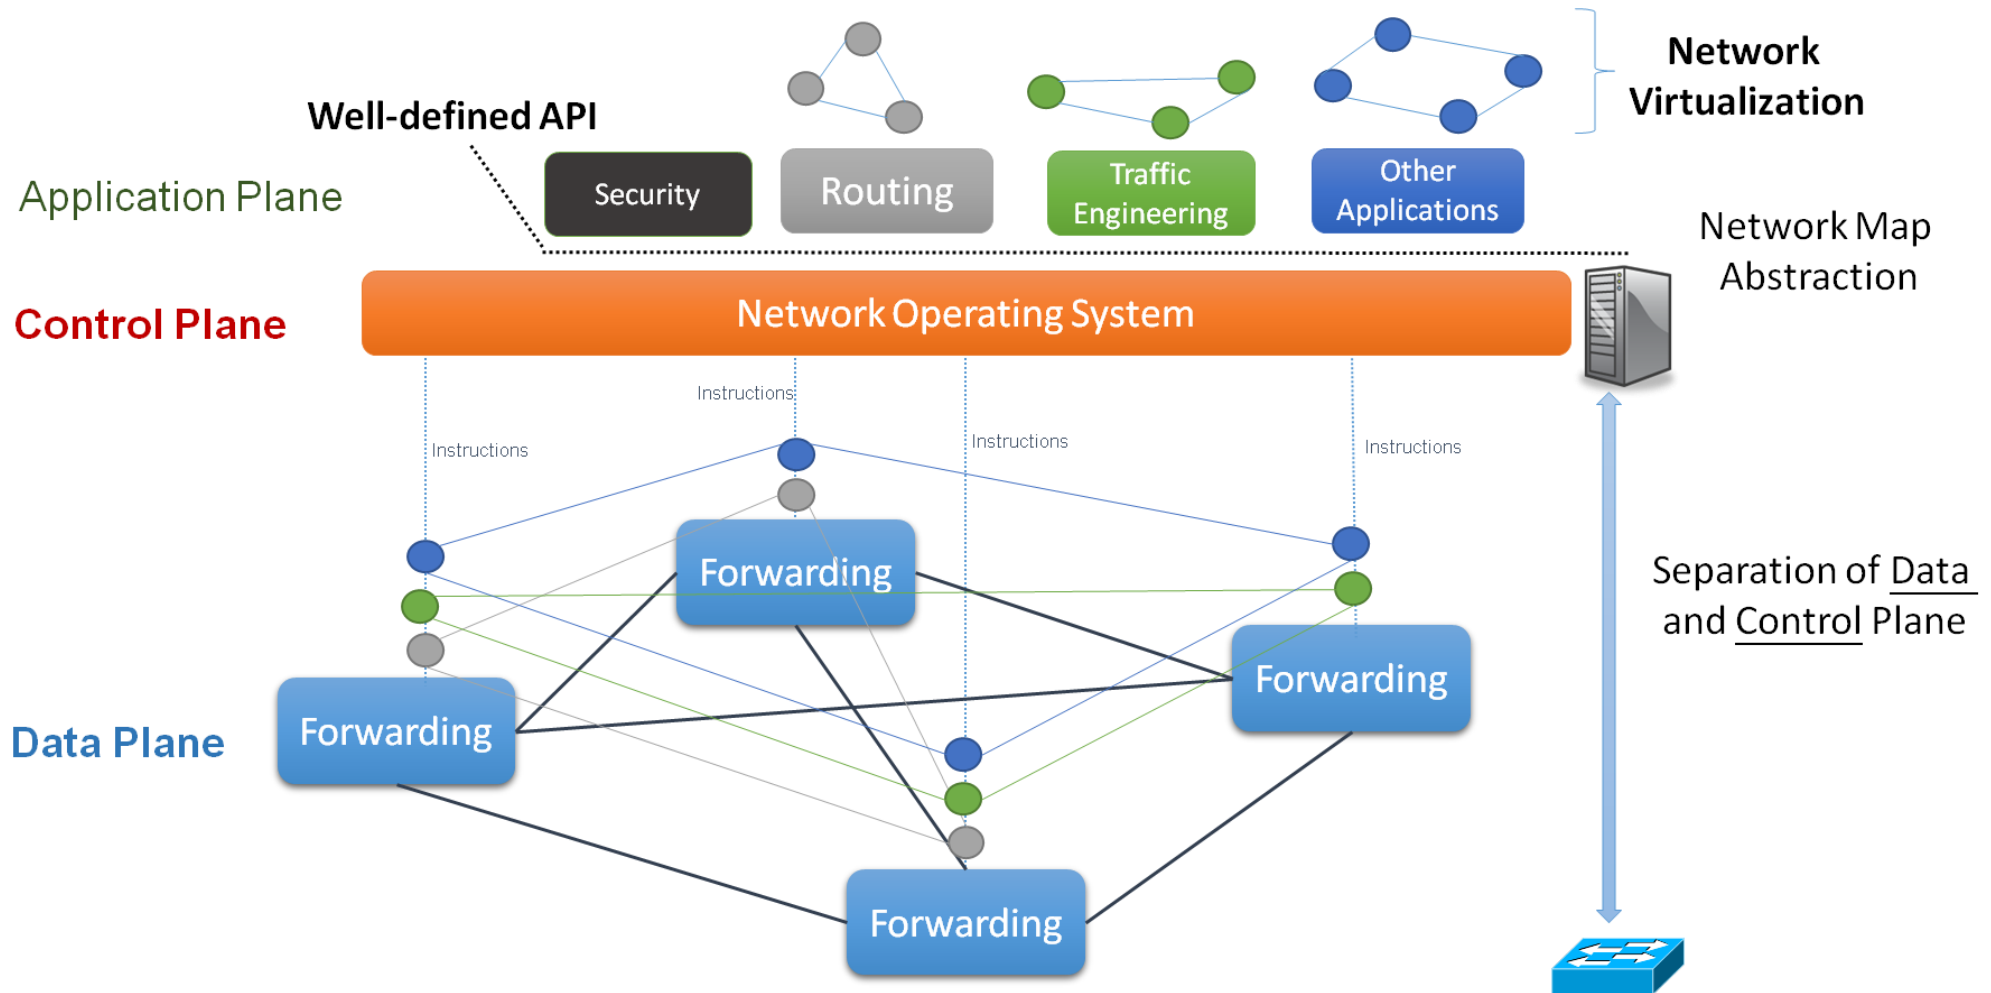 Network
Virtualization
Well-defined API
Application Plane
Security
Routing
Traffic
Engineering
Other
Applications
Network Map
Abstraction
Control Plane
Network Operating System
Instructions
Instructions
Instructions
Instructions
Forwarding
Separation of Data
and Control Plane
Forwarding
Data Plane
Forwarding
Forwarding